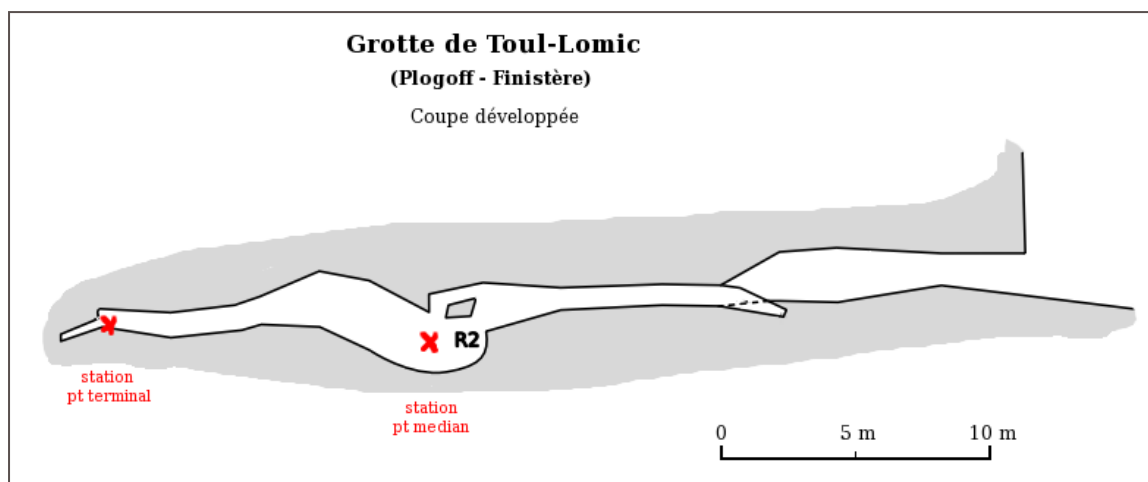 Grotte de Toul-Lomic
(Plogoff - Finistère)
Coupe développée
R2
station
pt terminal
station
pt median
0 5 m 10 m